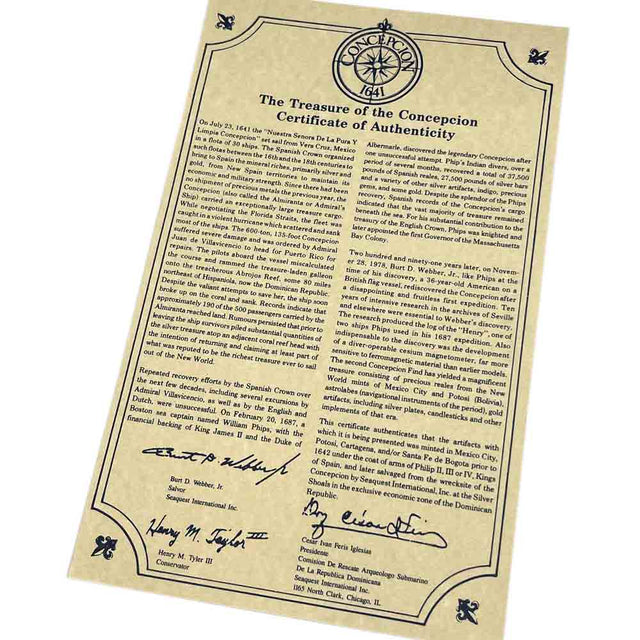 CONCEPCION
1641
The Treasure of the Concepcion
Certificate of Authenticity
On July 23, 1641 the "Nuestra Senora De La Pura Y
Limpia Concepcion" set sail from Vera Cruz, Mexico
in a flota of 30 ships. The Spanish Crown organized
such flotas between the 16th and the 18th centuries to
bring to Spain the mineral riches, primarily silver and
gold, from New Spain territories to maintain its
economic and military strength. Since there had been
no shipment of precious metals the previous year, the
Concepcion (also called the Almiranta or Admiral's
Ship) carried an exceptionally large treasure cargo.
While negotiating the Florida Straits, the fleet was
caught in a violent hurricane which scattered and sank
most of the ships. The 600-ton, 135-foot Concepcion
suffered severe damage and was ordered by Admiral
Juan de Villavicencio to head for Puerto Rico for
repairs. The pilots aboard the vessel miscalculated
the course and rammed the treasure-laden galleon
onto the treacherous Abrojos Reef, some 80 miles
northeast of Hispaniola, now the Dominican Republic.
Despite the valiant attempts to save her, the ship soon
broke up on the coral and sank. Records indicate that
approximately 190 of the 500 passengers carried by the
Almiranta reached land. Rumours persisted that prior to
leaving the ship survivors piled substantial quantities of
the silver treasure atop an adjacent coral reef head with
the intention of returning and claiming at least part of
what was reputed to be the richest treasure ever to sail
out of the New World.
Repeated recovery efforts by the Spanish Crown over
the next few decades, including several excursions by
Admiral Villavicencio, as well as by the English and
Dutch, were unsuccessful. On February 20, 1687, a
Boston sea captain named William Phips, with the
financial backing of King James II and the Duke of
Albermarle, discovered the legendary Concepcion after
one unsuccessful attempt. Phip's Indian divers, over a
period of several months, recovered a total of 37,500
pounds of Spanish reales, 27,500 pounds of silver bars
and a variety of other silver artifacts, indigo, precious
gems, and some gold. Despite the splendor of the Phips
recovery, Spanish records of the Concepcion's cargo
indicated that the vast majority of treasure remained
beneath the sea. For his substantial contribution to the
treasury of the English Crown, Phips was knighted and
later appointed the first Governor of the Massachusetts
Bay Colony.
Two hundred and ninety-one years later, on Novem-
er 28, 1978, Burt D. Webber, Jr., like Phips at the
time of his discovery, a 36-year-old American on a
British flag vessel, rediscovered the Concepcion after
a disappointing and fruitless first expedition. Ten
years of intensive research in the archives of Seville
and elsewhere were essential to Webber's discovery.
The research produced the log of the "Henry", one of
two ships Phips used in his 1687 expedition. Also
indispensable to the discovery was the development
of a diver-operable cesium magnetometer, far more
sensitive to ferromagnetic material than earlier models.
The second Concepcion Find has yielded a magnificent
treasure consisting of precious reales from the New
World mints of Mexico City and Potosi (Bolivia),
astrolabes (navigational instruments of the period), gold
artifacts, including silver plates, candlesticks and other
implements of that era.
This certificate authenticates that the artifacts with
which it is being presented was minted in Mexico City,
Potosi, Cartagena, and/or Santa Fe de Bogota prior to
1642 under the coat of arms of Philip II, III or IV, Kings
of Spain, and later salvaged from the wrecksite of the
Concepcion by Seaquest International, Inc. at the Silver
Shoals in the exclusive economic zone of the Dominican
Republic.
Burt D Webber Jr
Burt D. Webber, Jr.
Salvor
Seaquest International Inc.
Henry M. Taylor III
Henry M. Tyler III
Conservator
Cesar Ivan Feris Iglesias
Presidente
Comision De Rescate Arqueologo Submarino
De La Republica Dominicana
Seaquest International Inc.
1165 North Clark, Chicago, IL